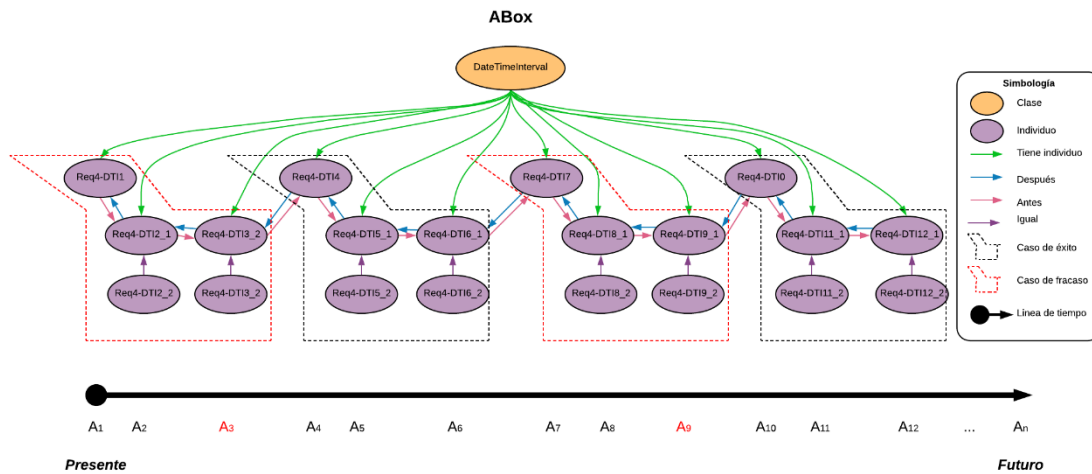 ABox
DateTimeInterval
Simbología
Clase
Individuo
Tiene individuo
Después
Antes
Igual
Caso de éxito
Caso de fracaso
Linea de tiempo
Req4-DTI1
Req4-DTI4
Req4-DTI7
Req4-DTI0
Req4-DTI2_1
Req4-DTI3_2
Req4-DTI5_1
Req4-DTI6_1
Req4-DTI8_1
Req4-DTI9_1
Req4-DTI11_1
Req4-DTI12_1
Req4-DTI2_2
Req4-DTI3_2
Req4-DTI5_2
Req4-DTI6_2
Req4-DTI8_2
Req4-DTI9_2
Req4-DTI11_2
Req4-DTI12_2
A1 A2 A3 A4 A5 A6 A7 A8 A9 A10 A11 A12 ... An
Presente Futuro